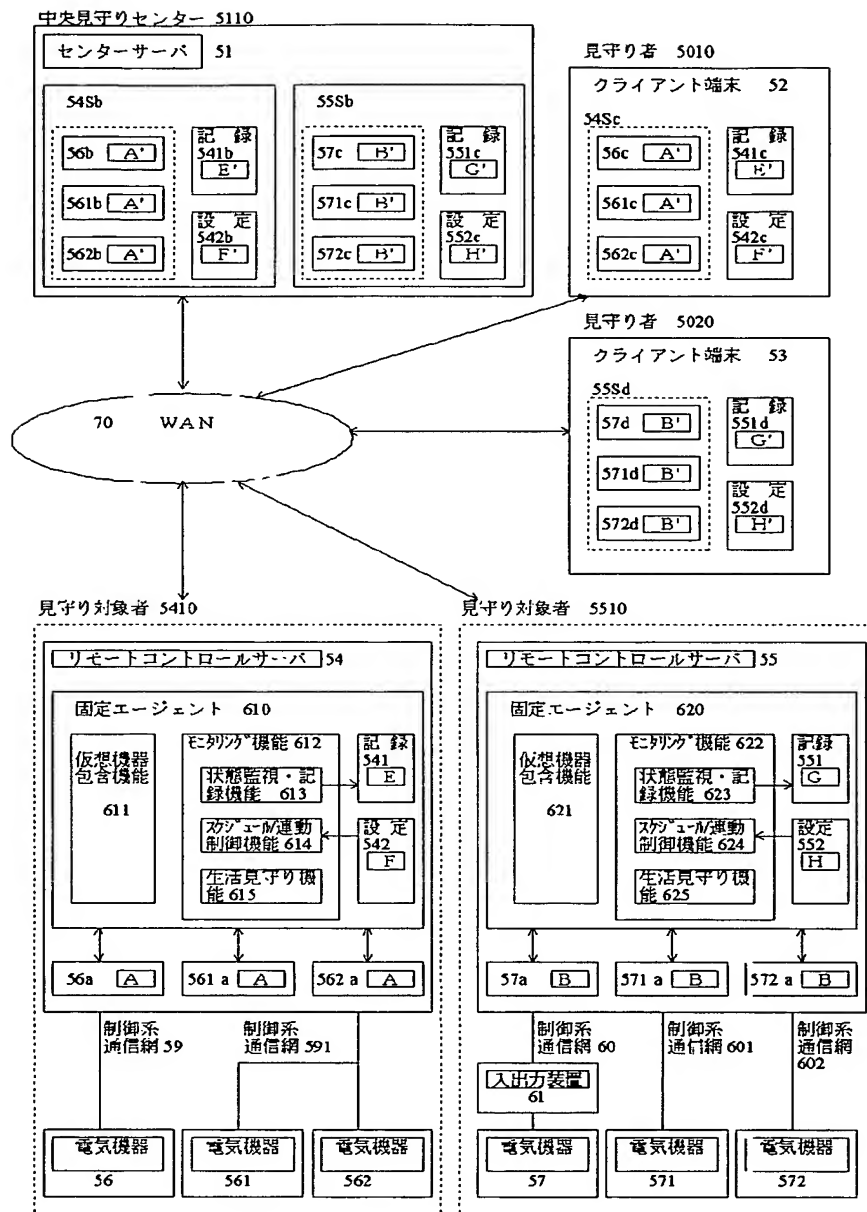 中央見守りセンター 5110
センターサーバ 51
54Sb
56b A'
561b A'
562b A'
記 録
541b
E'
設 定
542b
F'
55Sb
57c B'
571c B'
572c B'
記 録
551c
G'
設 定
552c
H'
見守り者 5010
クライアント端末 52
54Sc
56c A'
561c A'
562c A'
記 録
541c
E'
設 定
542c
F'
見守り者 5020
クライアント端末 53
55Sd
57d B'
571d B'
572d B'
記 録
551d
G'
設 定
552d
H'
70 WAN
見守り対象者 5410
リモートコントロールサーバ 54
固定エージェント 610
仮想機器
包含機能
611
モニタリング機能 612
状態監視・記
録機能 613
スケジュール/連動
制御機能 614
生活見守り機
能 615
記 録
541
E
設 定
542
F
56a A
561 a A
562 a A
制御系
通信網 59
制御系
通信網 591
電気機器
56
電気機器
561
電気機器
562
見守り対象者 5510
リモートコントロールサーバ 55
固定エージェント 620
仮想機器
包含機能
621
モニタリング機能 622
状態監視・記
録機能 623
スケジュール/連動
制御機能 624
生活見守り機
能 625
記録
551
G
設定
552
H
57a B
571 a B
572 a B
制御系
通信網 60
制御系
通信網 601
制御系
通信網
602
入出力装置
61
電気機器
57
電気機器
571
電気機器
572